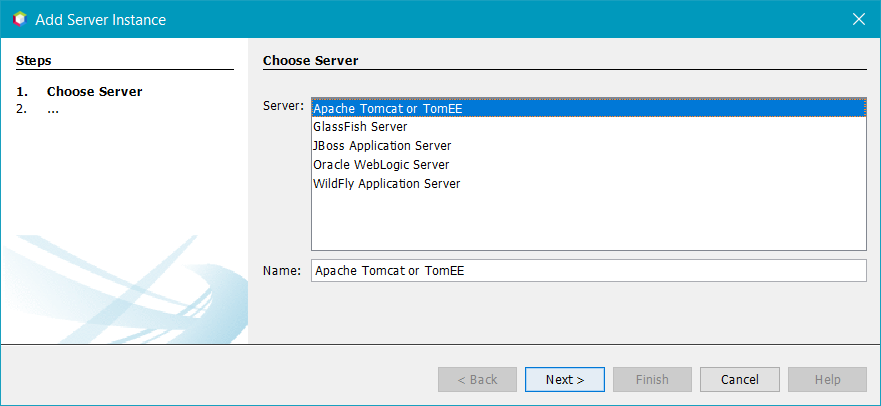 Add Server Instance
Steps
1. Choose Server
2. ...
Choose Server
Server:
Apache Tomcat or TomEE
GlassFish Server
JBoss Application Server
Oracle WebLogic Server
WildFly Application Server
Name: Apache Tomcat or TomEE
< Back Next > Finish Cancel Help